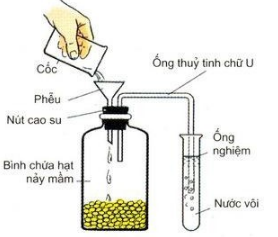 Cốc
Ống thuỷ tinh chữ U
Phễu
Nút cao su
Ống
nghiệm
Bình chứa hạt
nảy mầm
Nước vôi